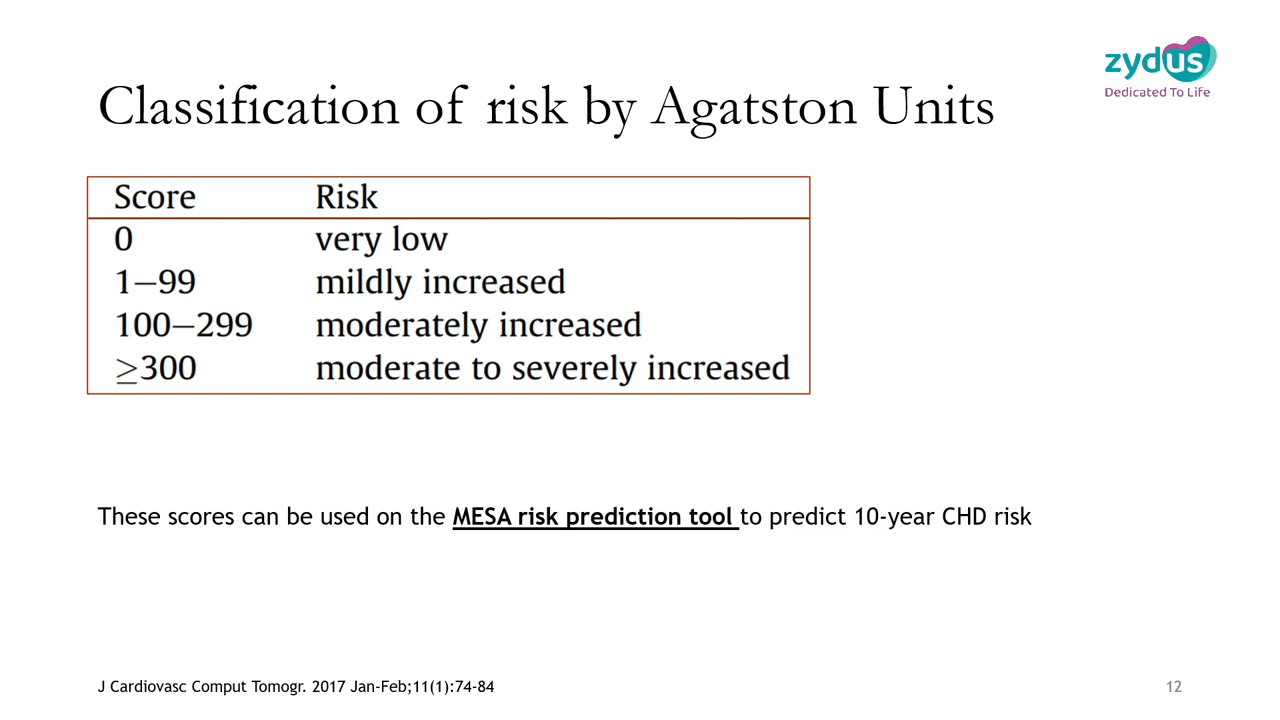 zydus
Dedicated To Life
Classification of risk by Agatston Units
Score Risk
0 very low
1–99 mildly increased
100–299 moderately increased
≥300 moderate to severely increased
These scores can be used on the MESA risk prediction tool to predict 10-year CHD risk
J Cardiovasc Comput Tomogr. 2017 Jan-Feb;11(1):74-84
12